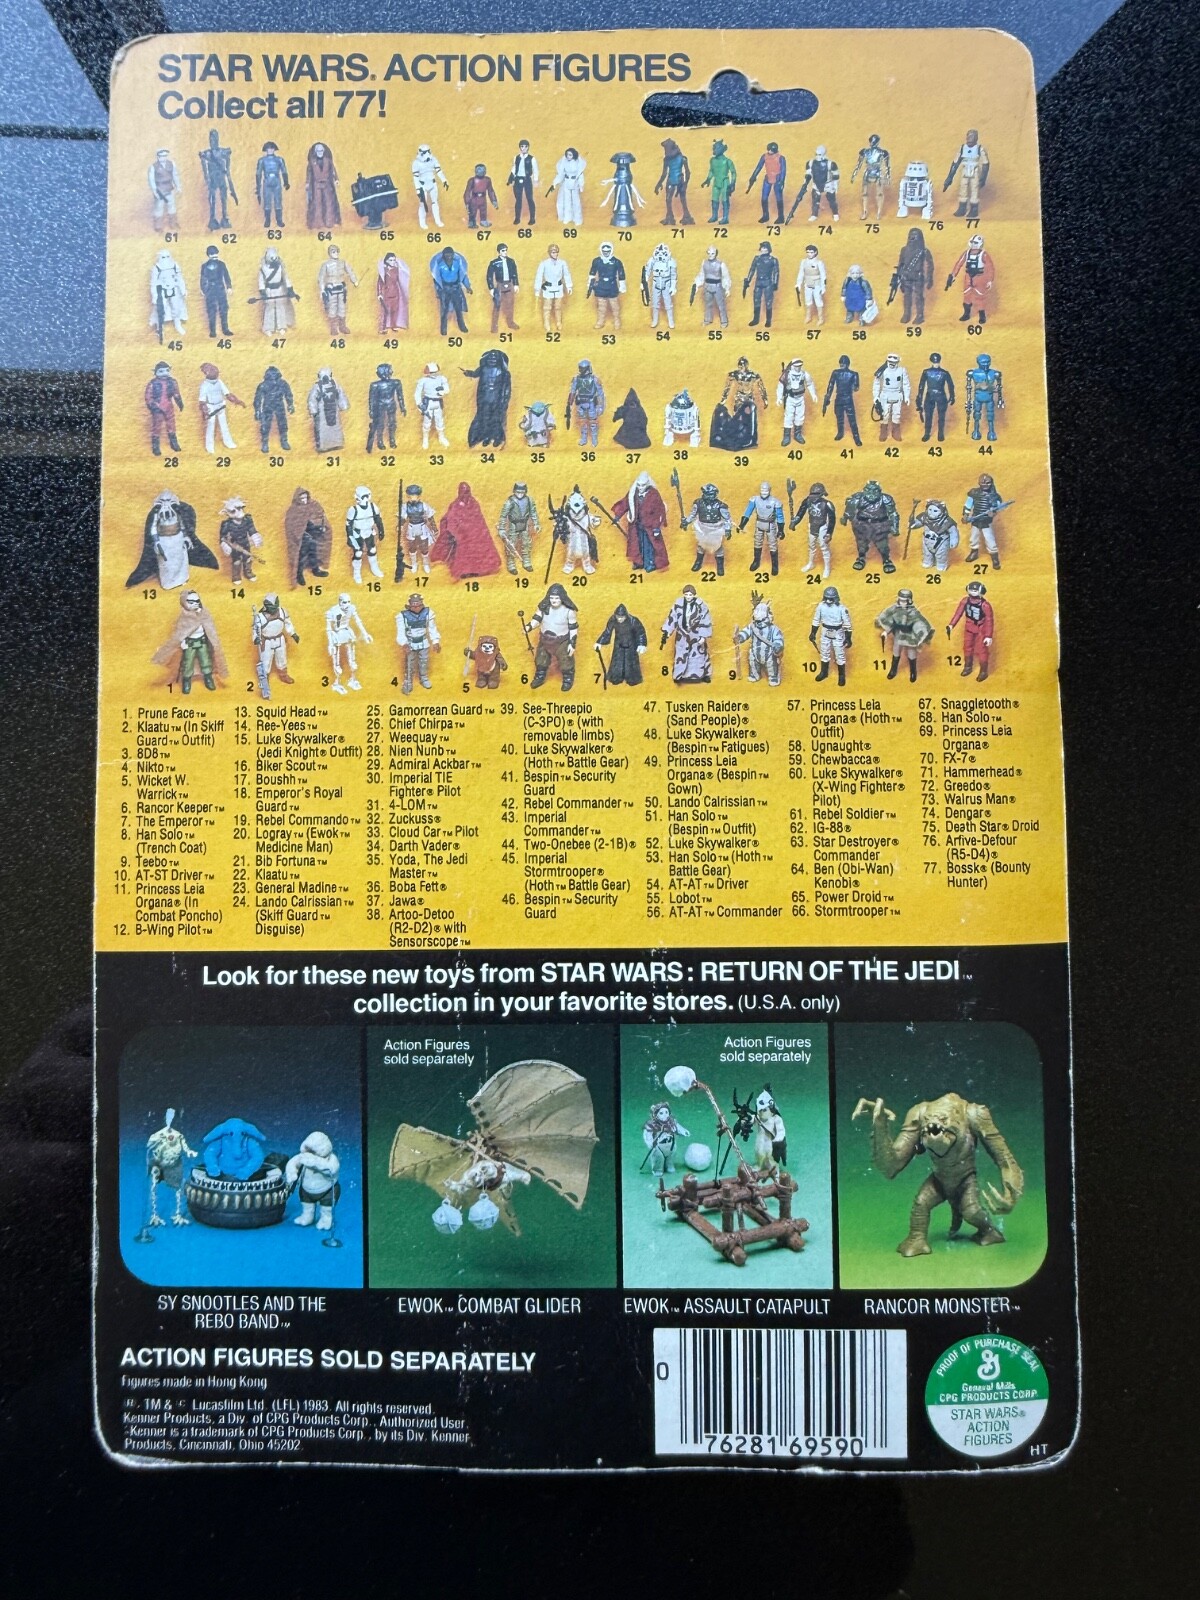 STAR WARS® ACTION FIGURES
Collect all 77!
61 62 63 64 65 66 67 68 69 70 71 72 73 74 75 76 77
45 46 47 48 49 50 51 52 53 54 55 56 57 58 59 60
28 29 30 31 32 33 34 35 36 37 38 39 40 41 42 43 44
13 14 15 16 17 18 19 20 21 22 23 24 25 26 27
1 2 3 4 5 6 7 8 9 10 11 12
1. Prune Face™
2. Klaatu™ (In Skiff
Guard™ Outfit)
3. 8D8™
4. Nikto™
5. Wicket W.
Warrick™
6. Rancor Keeper™
7. The Emperor™
8. Han Solo™
(Trench Coat)
9. Teebo™
10. AT-ST Driver™
11. Princess Leia
Organa® (In
Combat Poncho)
12. B-Wing Pilot™
13. Squid Head™
14. Ree-Yees™
15. Luke Skywalker®
(Jedi Knight® Outfit)
16. Biker Scout™
17. Boushh™
18. Emperor's Royal
Guard™
19. Rebel Commando™
20. Logray™ (Ewok™
Medicine Man)
21. Bib Fortuna™
22. Klaatu™
23. General Madine™
24. Lando Calrissian™
(Skiff Guard™
Disguise)
25. Gamorrean Guard™
26. Chief Chirpa™
27. Weequay™
28. Nien Nunb™
29. Admiral Ackbar™
30. Imperial TIE
Fighter® Pilot
31. 4-LOM™
32. Zuckuss®
33. Cloud Car™ Pilot
34. Darth Vader®
35. Yoda, The Jedi
Master™
36. Boba Fett®
37. Jawa®
38. Artoo-Detoo
(R2-D2)® with
Sensorscope™
39. See-Threepio
(C-3PO)® (with
removable limbs)
40. Luke Skywalker®
(Hoth™ Battle Gear)
41. Bespin™ Security
Guard
42. Rebel Commander™
43. Imperial
Commander™
44. Two-Onebee (2-1B)®
45. Imperial
Stormtrooper®
(Hoth™ Battle Gear)
46. Bespin™ Security
Guard
47. Tusken Raider®
(Sand People)®
48. Luke Skywalker®
(Bespin™ Fatigues)
49. Princess Leia
Organa® (Bespin™
Gown)
50. Lando Calrissian™
51. Han Solo™
(Bespin™ Outfit)
52. Luke Skywalker®
53. Han Solo™ (Hoth™
Battle Gear)
54. AT-AT™ Driver
55. Lobot™
56. AT-AT™ Commander
57. Princess Leia
Organa® (Hoth™
Outfit)
58. Ugnaught®
59. Chewbacca®
60. Luke Skywalker®
(X-Wing Fighter®
Pilot)
61. Rebel Soldier™
62. IG-88®
63. Star Destroyer®
Commander
64. Ben (Obi-Wan)
Kenobi®
65. Power Droid™
66. Stormtrooper™
67. Snaggletooth®
68. Han Solo™
69. Princess Leia
Organa®
70. FX-7®
71. Hammerhead®
72. Greedo®
73. Walrus Man®
74. Dengar®
75. Death Star® Droid
76. Arfive-Defour
(R5-D4)®
77. Bossk® (Bounty
Hunter)
Look for these new toys from STAR WARS: RETURN OF THE JEDI™
collection in your favorite stores. (U.S.A. only)
Action Figures
sold separately
Action Figures
sold separately
SY SNOOTLES AND THE
REBO BAND™
EWOK™ COMBAT GLIDER
EWOK™ ASSAULT CATAPULT
RANCOR MONSTER™
ACTION FIGURES SOLD SEPARATELY
Figures made in Hong Kong
®, TM & © Lucasfilm Ltd. (LFL) 1983. All rights reserved.
Kenner Products, a Div. of CPG Products Corp., Authorized User.
Kenner is a trademark of CPG Products Corp., by its Div. Kenner
Products, Cincinnati, Ohio 45202.
0 76281 69590
PROOF OF PURCHASE SEAL
G
General Mills
CPG PRODUCTS CORP.
STAR WARS®
ACTION
FIGURES
HT